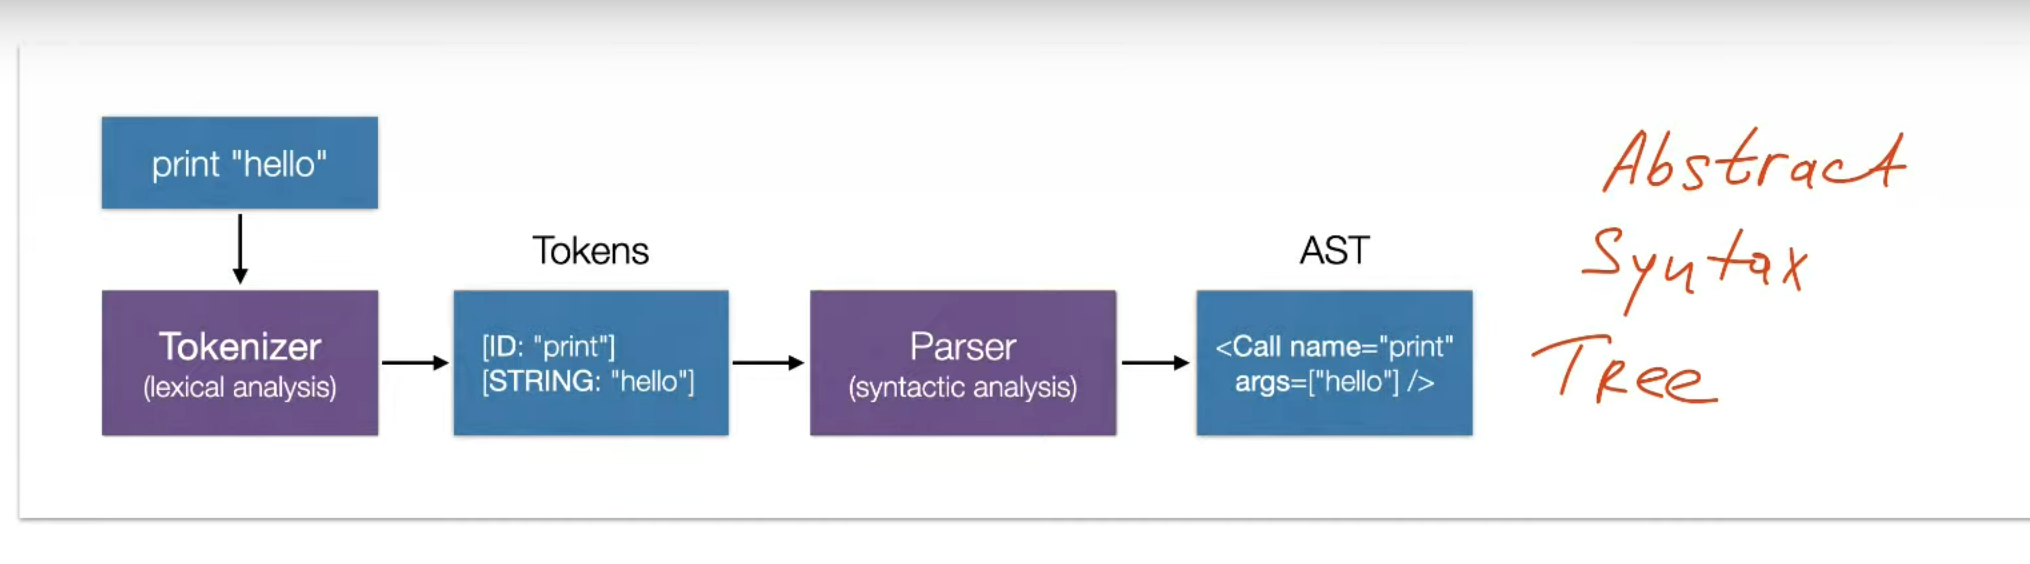 print "hello"
Tokenizer
(lexical analysis)
Tokens
[ID: "print"]
[STRING: "hello"]
Parser
(syntactic analysis)
AST
<Call name="print"
args=["hello"] />
Abstract
Syntax
Tree